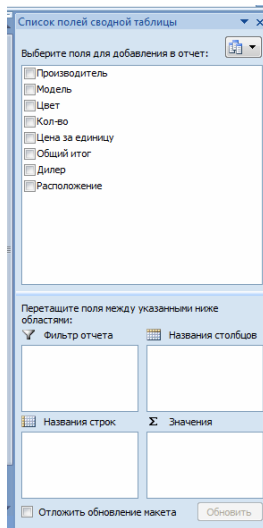 Список полей сводной таблицы
Выберите поля для добавления в отчет:
Производитель
Модель
Цвет
Кол-во
Цена за единицу
Общий итог
Дилер
Расположение
Перетащите поля между указанными ниже
областями:
Фильтр отчета
Названия столбцов
Названия строк
Σ Значения
Отложить обновление макета
Обновить